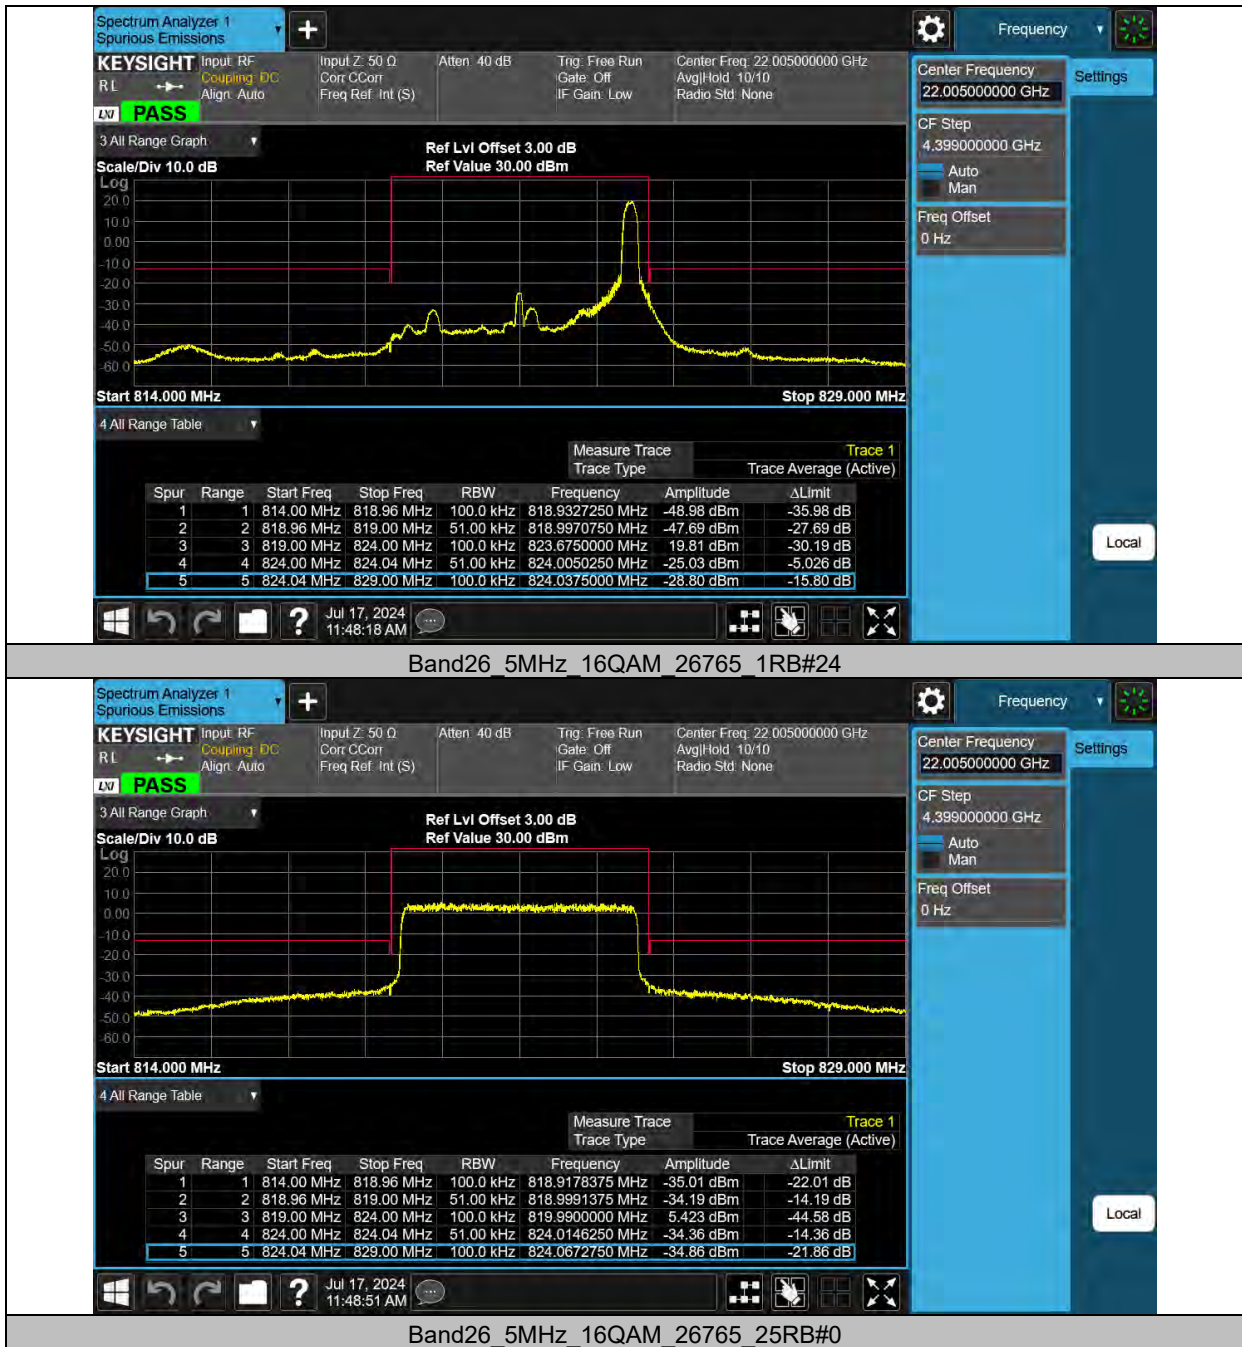 Spectrum Analyzer 1
Spurious Emissions
Frequency
KEYSIGHT
Input: RF
Coupling: DC
Align: Auto
Input Z: 50 Ω
Corr CCorr
Freq Ref: Int (S)
Atten: 40 dB
Trig: Free Run
Gate: Off
IF Gain: Low
Center Freq: 22.005000000 GHz
Avg|Hold: 10/10
Radio Std: None
RL
LXI
PASS
Center Frequency
22.005000000 GHz
Settings
CF Step
4.399000000 GHz
Auto
Man
Freq Offset
0 Hz
Local
3 All Range Graph
Scale/Div 10.0 dB
Ref Lvl Offset 3.00 dB
Ref Value 30.00 dBm
Log
20.0
10.0
0.00
-10.0
-20.0
-30.0
-40.0
-50.0
-60.0
Start 814.000 MHz
Stop 829.000 MHz
4 All Range Table
Measure Trace Trace 1
Trace Type Trace Average (Active)
Spur Range Start Freq Stop Freq RBW Frequency Amplitude ΔLimit
1 1 814.00 MHz 818.96 MHz 100.0 kHz 818.9327250 MHz -48.98 dBm -35.98 dB
2 2 818.96 MHz 819.00 MHz 51.00 kHz 818.9970750 MHz -47.69 dBm -27.69 dB
3 3 819.00 MHz 824.00 MHz 100.0 kHz 823.6750000 MHz 19.81 dBm -30.19 dB
4 4 824.00 MHz 824.04 MHz 51.00 kHz 824.0050250 MHz -25.03 dBm -5.026 dB
5 5 824.04 MHz 829.00 MHz 100.0 kHz 824.0375000 MHz -28.80 dBm -15.80 dB
?
Jul 17, 2024
11:48:18 AM
Band26_5MHz_16QAM_26765_1RB#24
Spectrum Analyzer 1
Spurious Emissions
Frequency
KEYSIGHT
Input: RF
Coupling: DC
Align: Auto
Input Z: 50 Ω
Corr CCorr
Freq Ref: Int (S)
Atten: 40 dB
Trig: Free Run
Gate: Off
IF Gain: Low
Center Freq: 22.005000000 GHz
Avg|Hold: 10/10
Radio Std: None
RL
LXI
PASS
Center Frequency
22.005000000 GHz
Settings
CF Step
4.399000000 GHz
Auto
Man
Freq Offset
0 Hz
Local
3 All Range Graph
Scale/Div 10.0 dB
Ref Lvl Offset 3.00 dB
Ref Value 30.00 dBm
Log
20.0
10.0
0.00
-10.0
-20.0
-30.0
-40.0
-50.0
-60.0
Start 814.000 MHz
Stop 829.000 MHz
4 All Range Table
Measure Trace Trace 1
Trace Type Trace Average (Active)
Spur Range Start Freq Stop Freq RBW Frequency Amplitude ΔLimit
1 1 814.00 MHz 818.96 MHz 100.0 kHz 818.9178375 MHz -35.01 dBm -22.01 dB
2 2 818.96 MHz 819.00 MHz 51.00 kHz 818.9991375 MHz -34.19 dBm -14.19 dB
3 3 819.00 MHz 824.00 MHz 100.0 kHz 819.9900000 MHz 5.423 dBm -44.58 dB
4 4 824.00 MHz 824.04 MHz 51.00 kHz 824.0146250 MHz -34.36 dBm -14.36 dB
5 5 824.04 MHz 829.00 MHz 100.0 kHz 824.0672750 MHz -34.86 dBm -21.86 dB
?
Jul 17, 2024
11:48:51 AM
Band26_5MHz_16QAM_26765_25RB#0